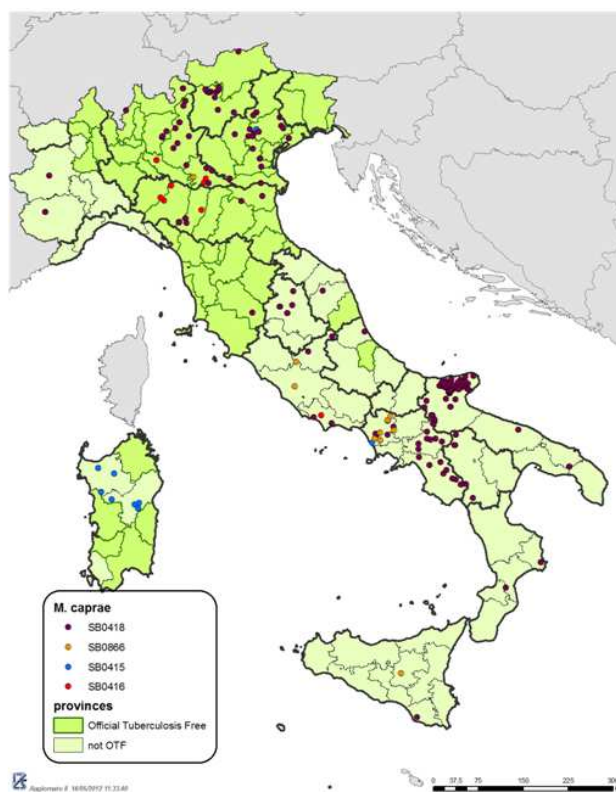 M. caprae
SB0418
SB0866
SB0415
SB0416
provinces
Official Tuberculosis Free
not OTF
0 37,5 75 150 225 300